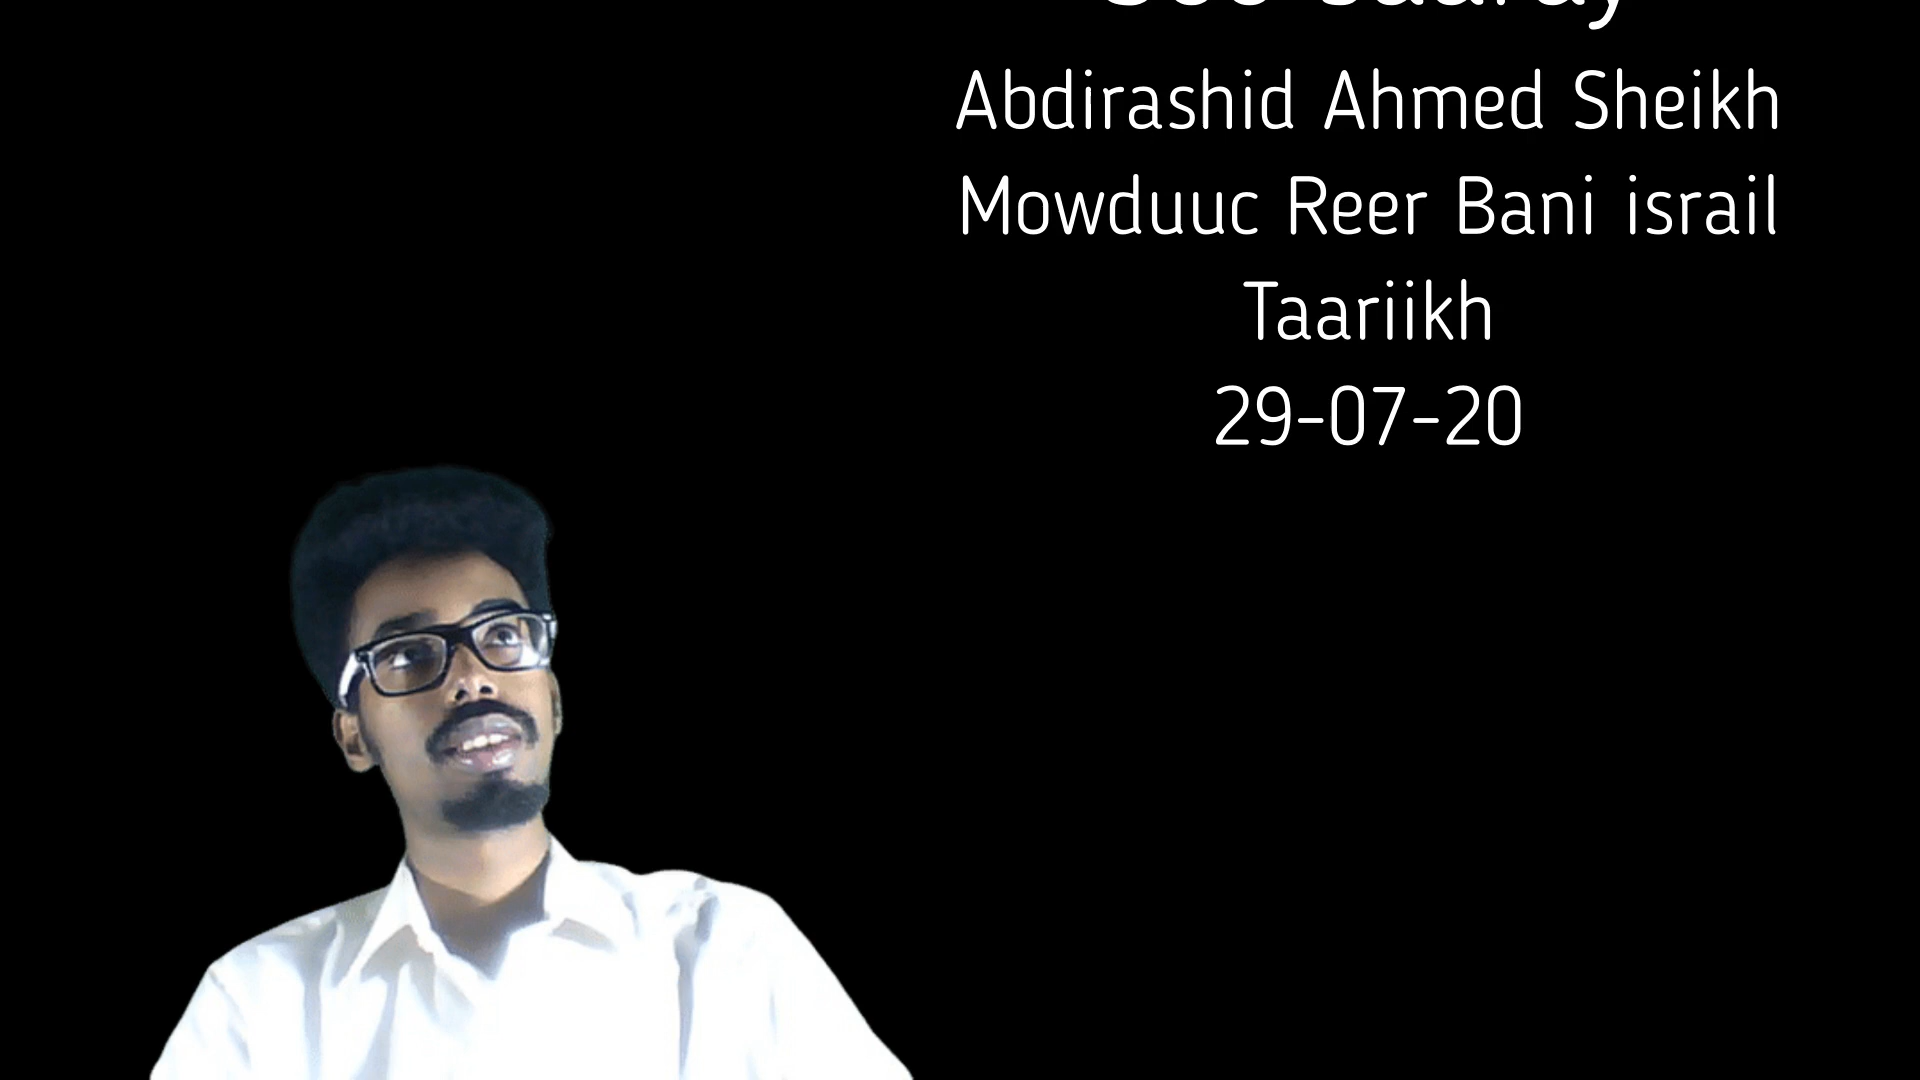 Abdirashid Ahmed Sheikh
Mowduuc Reer Bani israil
Taariikh
29-07-20